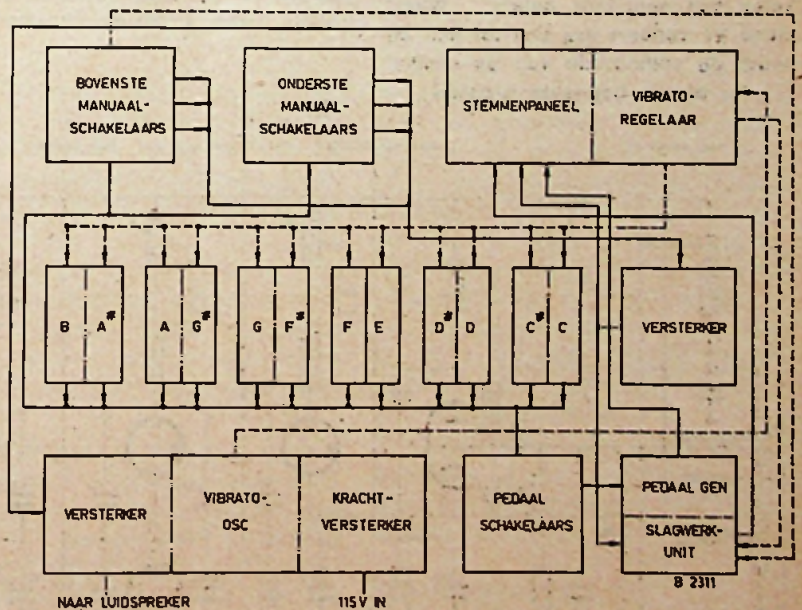 BOVENSTE
MANUAAL-
SCHAKELAARS
ONDERSTE
MANUAAL-
SCHAKELAARS
STEMMENPANEEL
VIBRATO-
REGELAAR
B A# A G# G F# F E D# D C# C
VERSTERKER
VERSTERKER
VIBRATO-
OSC
KRACHT-
VERSTERKER
PEDAAL
SCHAKELAARS
PEDAAL GEN
SLAGWERK-
UNIT
B 2311
NAAR LUIDSPREKER
115V IN